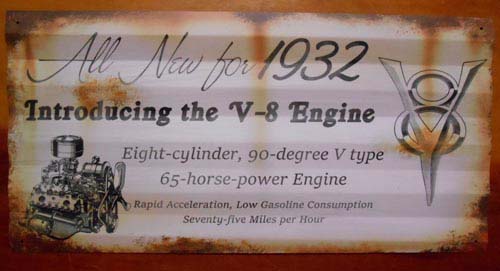 All New for 1932
Introducing the V-8 Engine
Eight-cylinder, 90-degree V type
65-horse-power Engine
Rapid Acceleration, Low Gasoline Consumption
Seventy-five Miles per Hour
V8